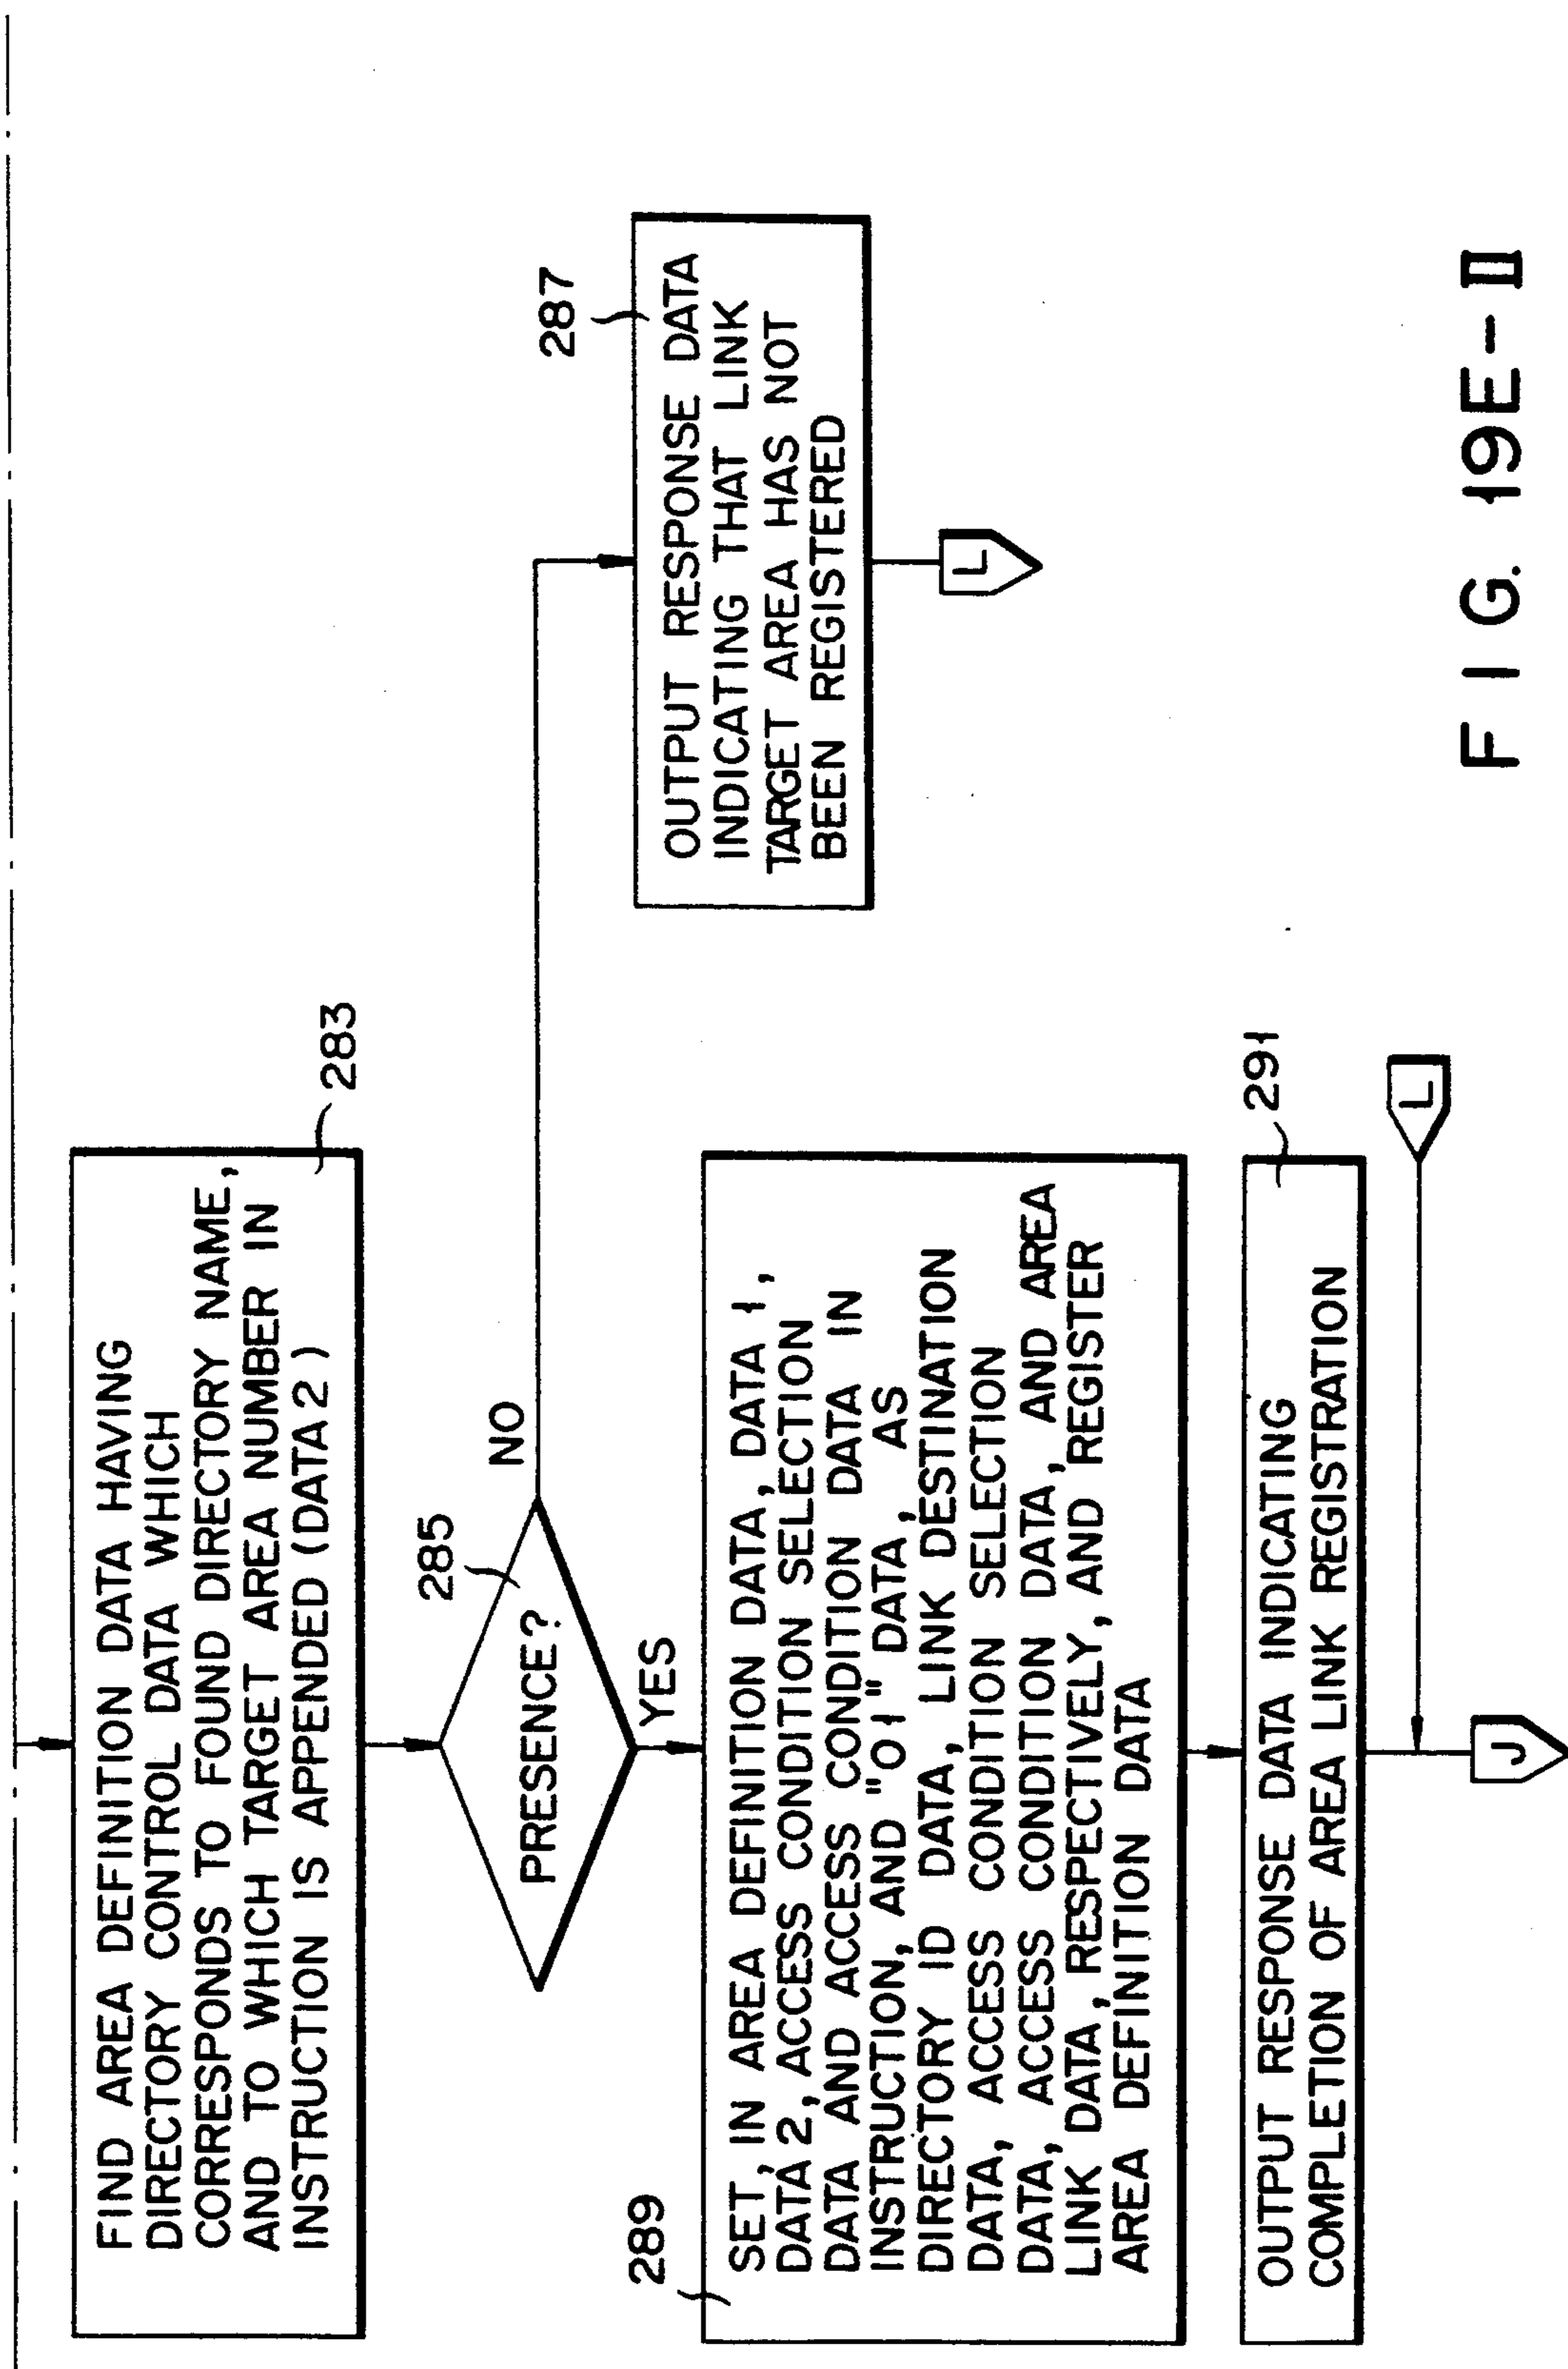 FIND AREA DEFINITION DATA HAVING
DIRECTORY CONTROL DATA WHICH
CORRESPONDS TO FOUND DIRECTORY NAME,
AND TO WHICH TARGET AREA NUMBER IN
INSTRUCTION IS APPENDED (DATA 2)
283
285
PRESENCE?
NO
YES
287
OUTPUT RESPONSE DATA
INDICATING THAT LINK
TARGET AREA HAS NOT
BEEN REGISTERED
L
289
SET, IN AREA DEFINITION DATA, DATA 1,
DATA 2, ACCESS CONDITION SELECTION
DATA AND ACCESS CONDITION DATA IN
INSTRUCTION, AND "01" DATA, AS
DIRECTORY ID DATA, LINK DESTINATION
DATA, ACCESS CONDITION SELECTION
DATA, ACCESS CONDITION DATA, AND AREA
LINK DATA, RESPECTIVELY, AND REGISTER
AREA DEFINITION DATA
291
OUTPUT RESPONSE DATA INDICATING
COMPLETION OF AREA LINK REGISTRATION
L
J
FIG. 19E-II